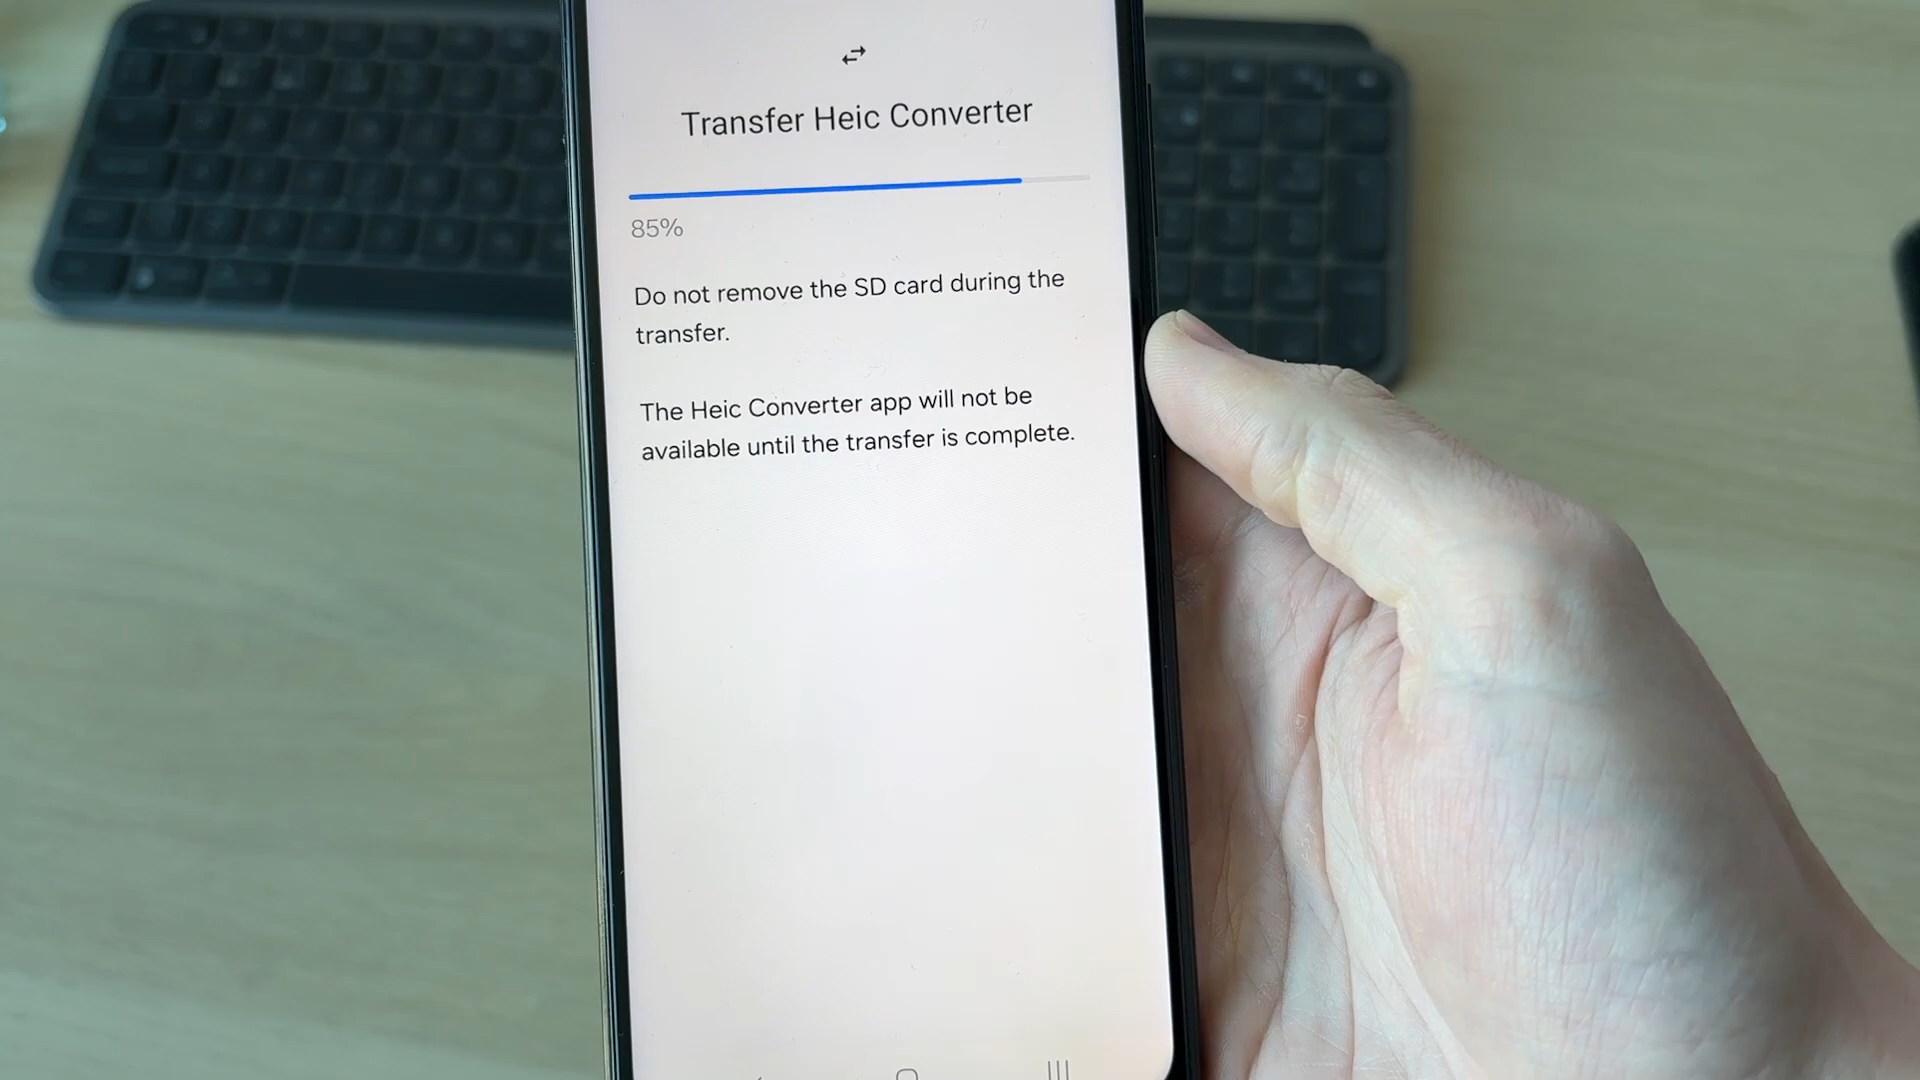 Transfer Heic Converter
85%
Do not remove the SD card during the
transfer.
The Heic Converter app will not be
available until the transfer is complete.